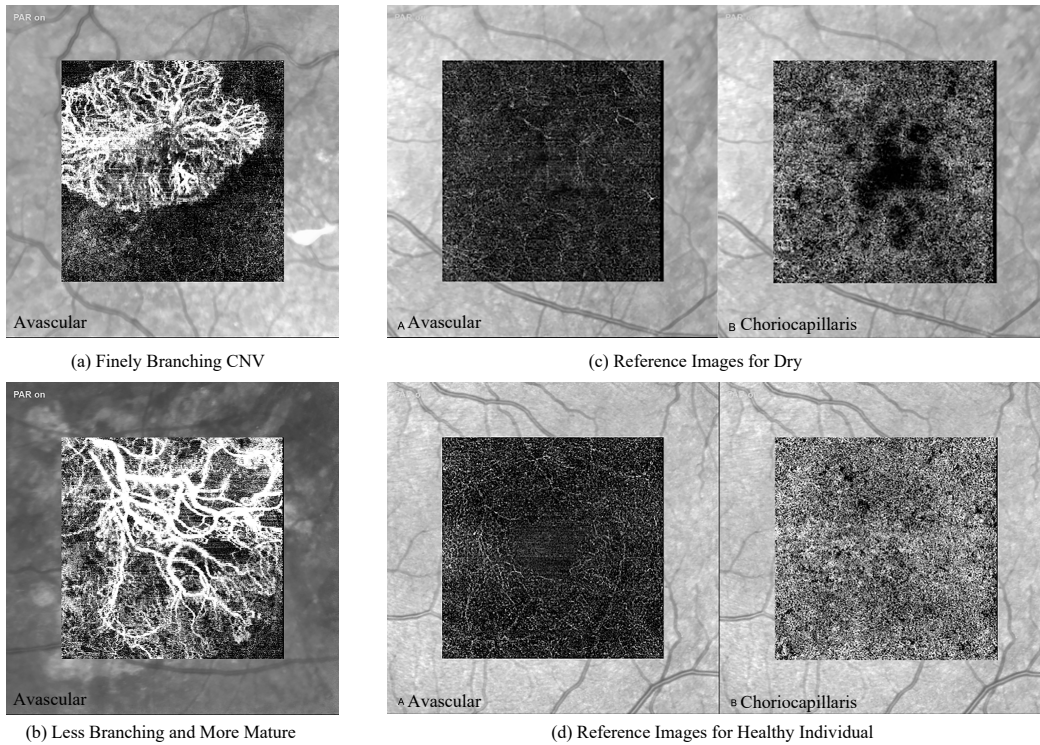 PAR on
Avascular
(a) Finely Branching CNV
A Avascular
B Choriocapillaris
(c) Reference Images for Dry
PAR on
Avascular
(b) Less Branching and More Mature
A Avascular
B Choriocapillaris
(d) Reference Images for Healthy Individual